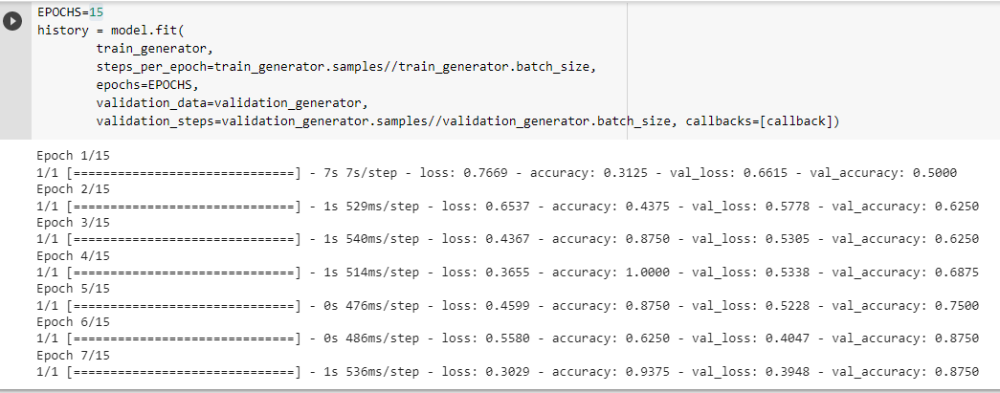 EPOCHS=15
history = model.fit(
        train_generator,
        steps_per_epoch=train_generator.samples//train_generator.batch_size,
        epochs=EPOCHS,
        validation_data=validation_generator,
        validation_steps=validation_generator.samples//validation_generator.batch_size, callbacks=[callback])
Epoch 1/15
1/1 [==============================] - 7s 7s/step - loss: 0.7669 - accuracy: 0.3125 - val_loss: 0.6615 - val_accuracy: 0.5000
Epoch 2/15
1/1 [==============================] - 1s 529ms/step - loss: 0.6537 - accuracy: 0.4375 - val_loss: 0.5778 - val_accuracy: 0.6250
Epoch 3/15
1/1 [==============================] - 1s 540ms/step - loss: 0.4367 - accuracy: 0.8750 - val_loss: 0.5305 - val_accuracy: 0.6250
Epoch 4/15
1/1 [==============================] - 1s 514ms/step - loss: 0.3655 - accuracy: 1.0000 - val_loss: 0.5338 - val_accuracy: 0.6875
Epoch 5/15
1/1 [==============================] - 0s 476ms/step - loss: 0.4599 - accuracy: 0.8750 - val_loss: 0.5228 - val_accuracy: 0.7500
Epoch 6/15
1/1 [==============================] - 0s 486ms/step - loss: 0.5580 - accuracy: 0.6250 - val_loss: 0.4047 - val_accuracy: 0.8750
Epoch 7/15
1/1 [==============================] - 1s 536ms/step - loss: 0.3029 - accuracy: 0.9375 - val_loss: 0.3948 - val_accuracy: 0.8750